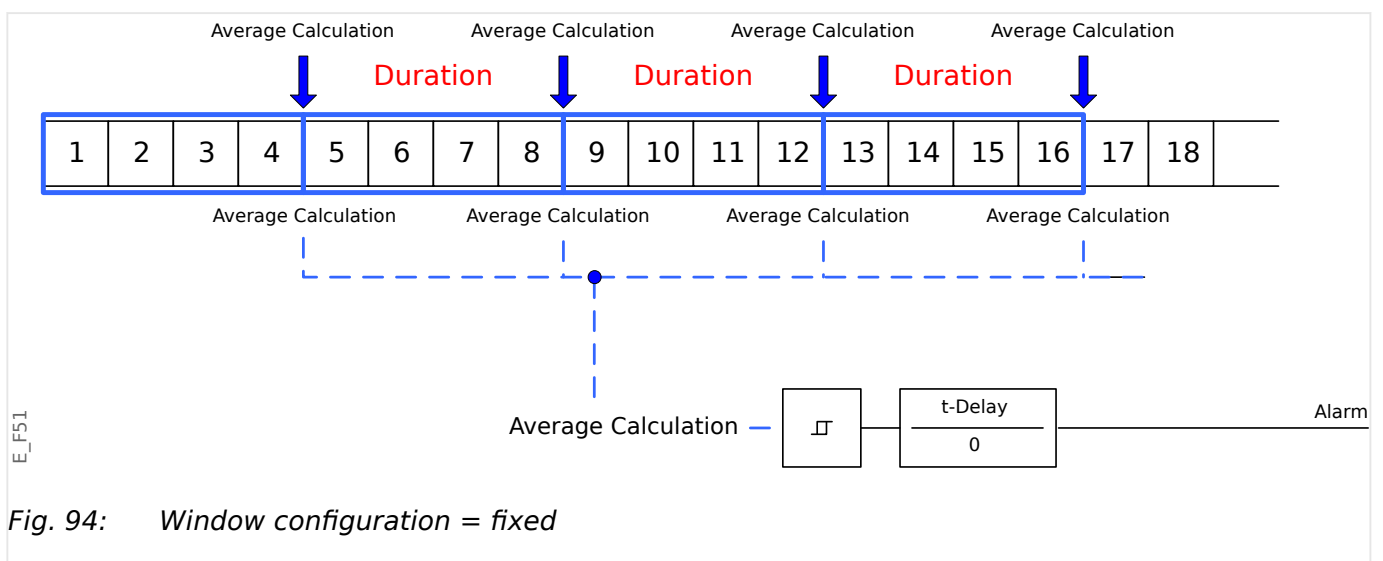 Average Calculation Average Calculation Average Calculation Average Calculation
Duration Duration Duration
1 2 3 4 5 6 7 8 9 10 11 12 13 14 15 16 17 18
Average Calculation Average Calculation Average Calculation Average Calculation
t-Delay
Alarm
Average Calculation
0
E_F51
Fig. 94: Window configuration = fixed